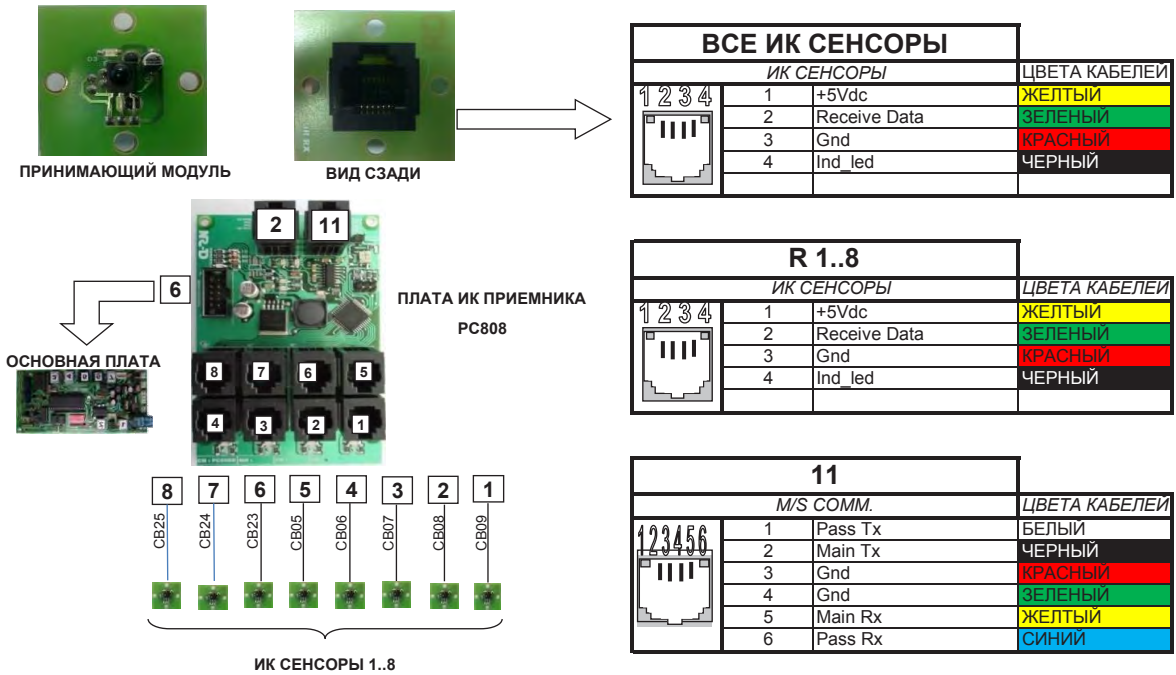 ПРИНИМАЮЩИЙ МОДУЛЬ
ВИД СЗАДИ
2
11
6
ПЛАТА ИК ПРИЕМНИКА
PC808
ОСНОВНАЯ ПЛАТА
8 7 6 5
4 3 2 1
8 7 6 5 4 3 2 1
CB25 CB24 CB23 CB05 CB06 CB07 CB08 CB09
ИК СЕНСОРЫ 1..8
ВСЕ ИК СЕНСОРЫ
ИК СЕНСОРЫ ЦВЕТА КАБЕЛЕЙ
1 2 3 4
1 +5Vdc ЖЕЛТЫЙ
2 Receive Data ЗЕЛЕНЫЙ
3 Gnd КРАСНЫЙ
4 Ind_led ЧЕРНЫЙ
R 1..8
ИК СЕНСОРЫ ЦВЕТА КАБЕЛЕЙ
1 2 3 4
1 +5Vdc ЖЕЛТЫЙ
2 Receive Data ЗЕЛЕНЫЙ
3 Gnd КРАСНЫЙ
4 Ind_led ЧЕРНЫЙ
11
M/S COMM. ЦВЕТА КАБЕЛЕЙ
123456
1 Pass Tx БЕЛЫЙ
2 Main Tx ЧЕРНЫЙ
3 Gnd КРАСНЫЙ
4 Gnd ЗЕЛЕНЫЙ
5 Main Rx ЖЕЛТЫЙ
6 Pass Rx СИНИЙ